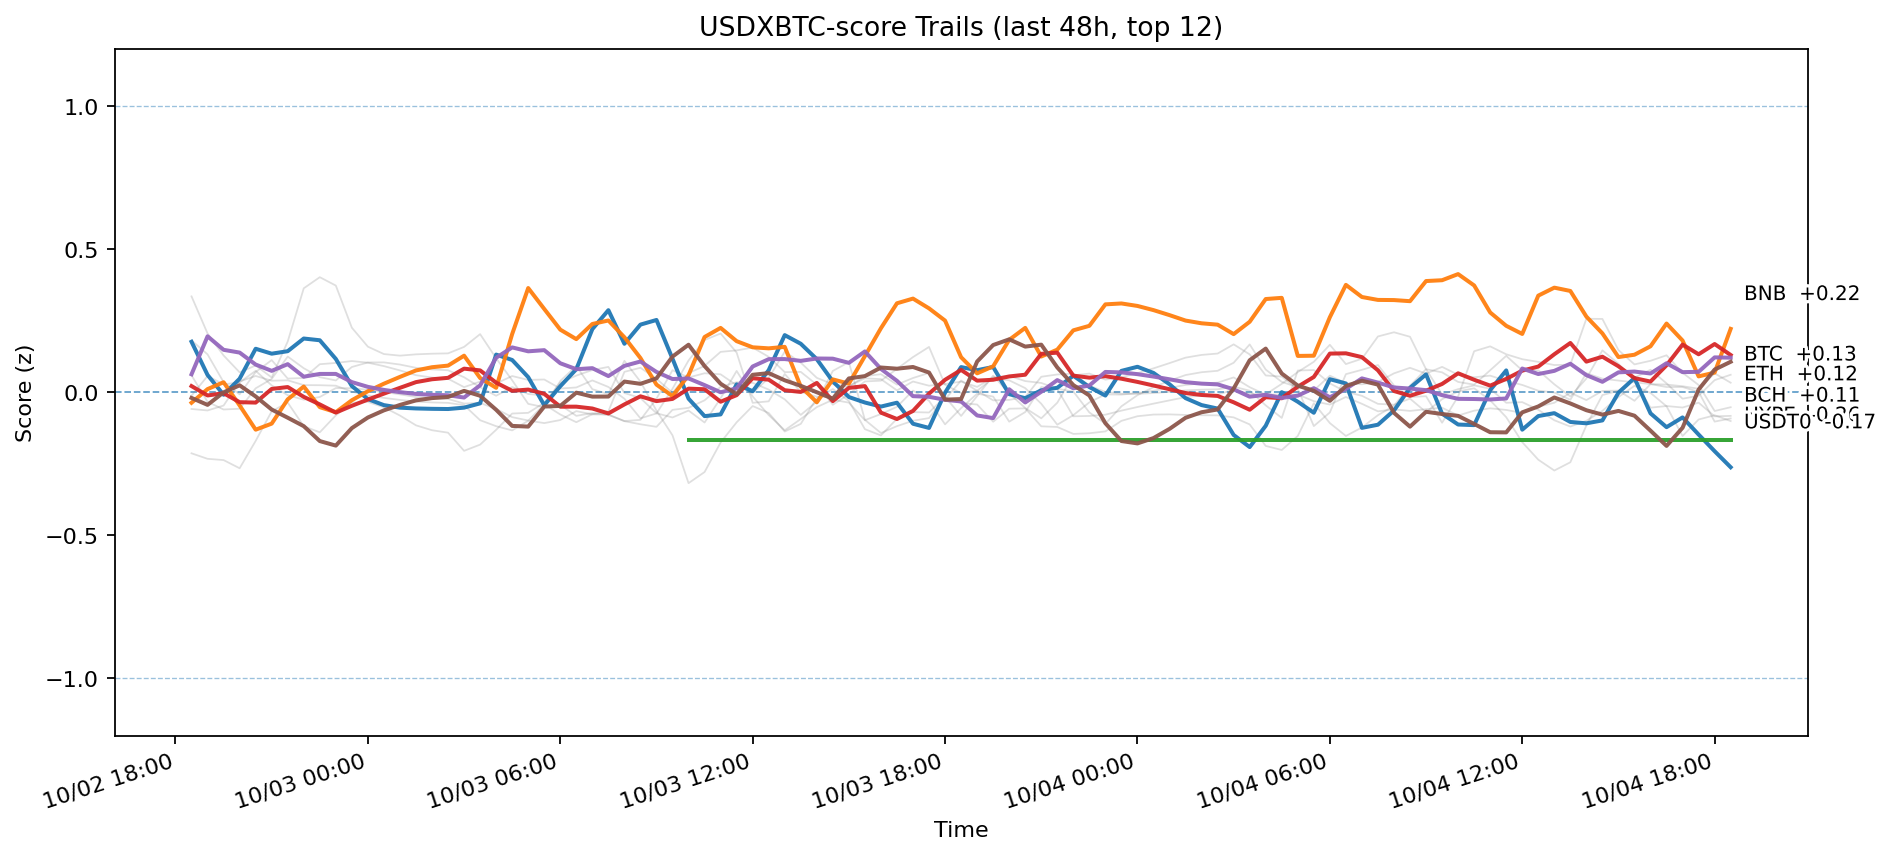 USDXBTC-score Trails (last 48h, top 12)
Score (z)
1.0
0.5
0.0
−0.5
−1.0
BNB +0.22
BTC +0.13
ETH +0.12
BCH +0.11
USDT0 -0.17
10/02 18:00
10/03 00:00
10/03 06:00
10/03 12:00
10/03 18:00
10/04 00:00
10/04 06:00
10/04 12:00
10/04 18:00
Time